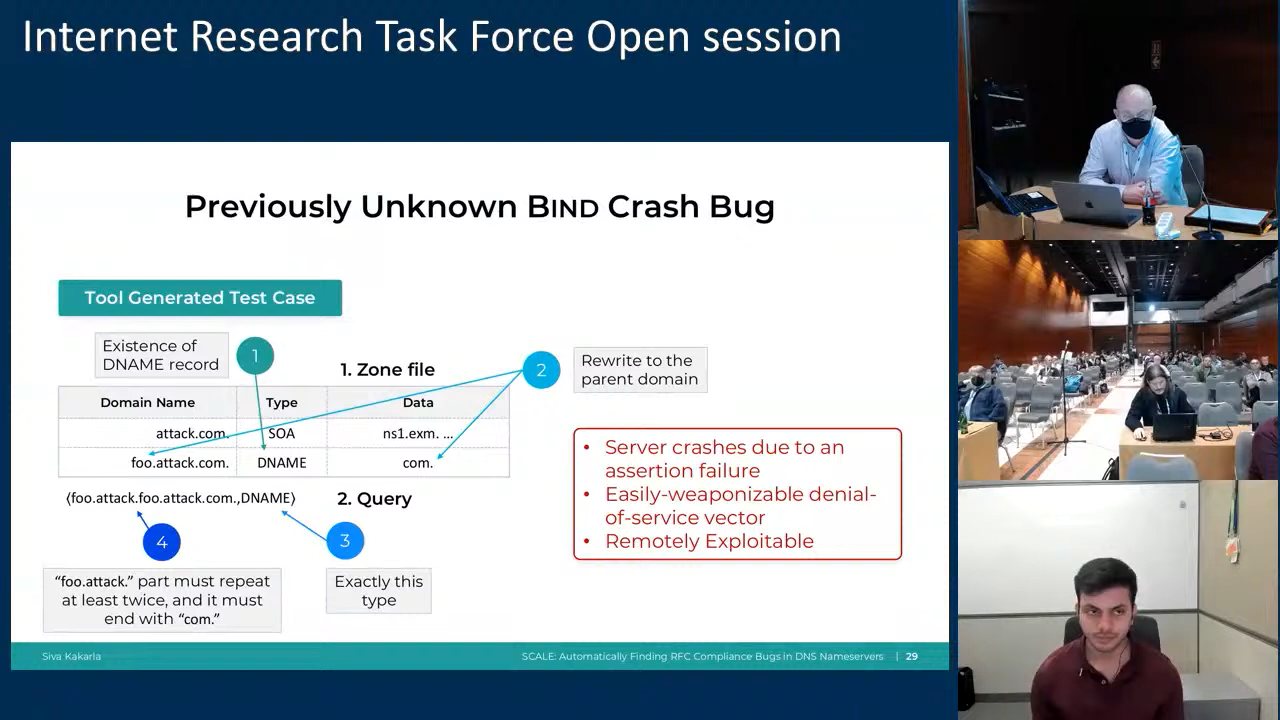 Internet Research Task Force Open session
Previously Unknown BIND Crash Bug
Tool Generated Test Case
Existence of
DNAME record
1
1. Zone file
2
Rewrite to the
parent domain
Domain Name Type Data
attack.com. SOA ns1.exm. ...
foo.attack.com. DNAME com.
⟨foo.attack.foo.attack.com.,DNAME⟩ 2. Query
4
3
"foo.attack." part must repeat
at least twice, and it must
end with "com."
Exactly this
type
• Server crashes due to an
assertion failure
• Easily-weaponizable denial-
of-service vector
• Remotely Exploitable
Siva Kakarla
SCALE: Automatically Finding RFC Compliance Bugs in DNS Nameservers | 29